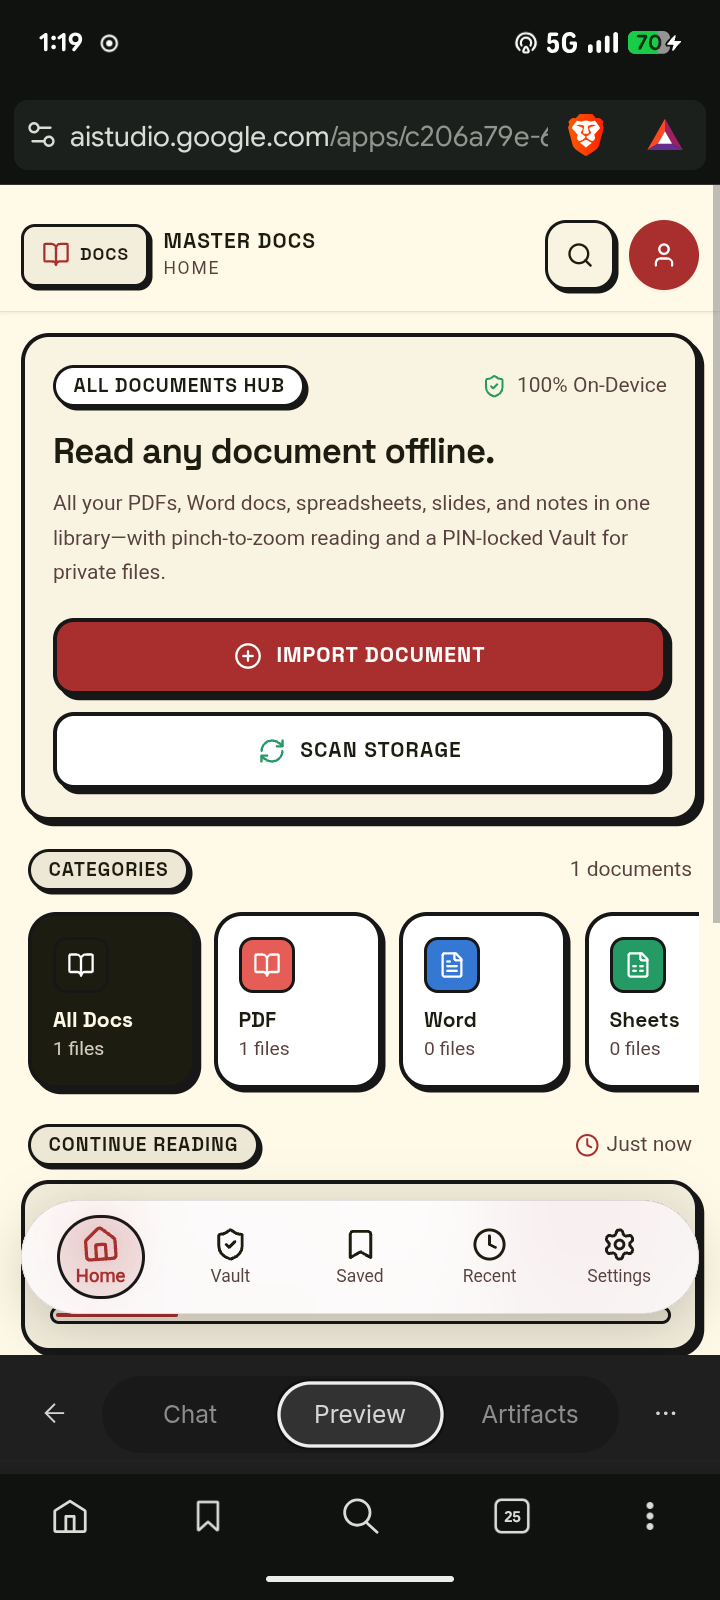 1:19
5G
70
aistudio.google.com/apps/c206a79e-6
DOCS
MASTER DOCS
HOME
ALL DOCUMENTS HUB
100% On-Device
Read any document offline.
All your PDFs, Word docs, spreadsheets, slides, and notes in one
library—with pinch-to-zoom reading and a PIN-locked Vault for
private files.
IMPORT DOCUMENT
SCAN STORAGE
CATEGORIES
1 documents
All Docs
1 files
PDF
1 files
Word
0 files
Sheets
0 files
CONTINUE READING
Just now
Home
Vault
Saved
Recent
Settings
Chat
Preview
Artifacts
25